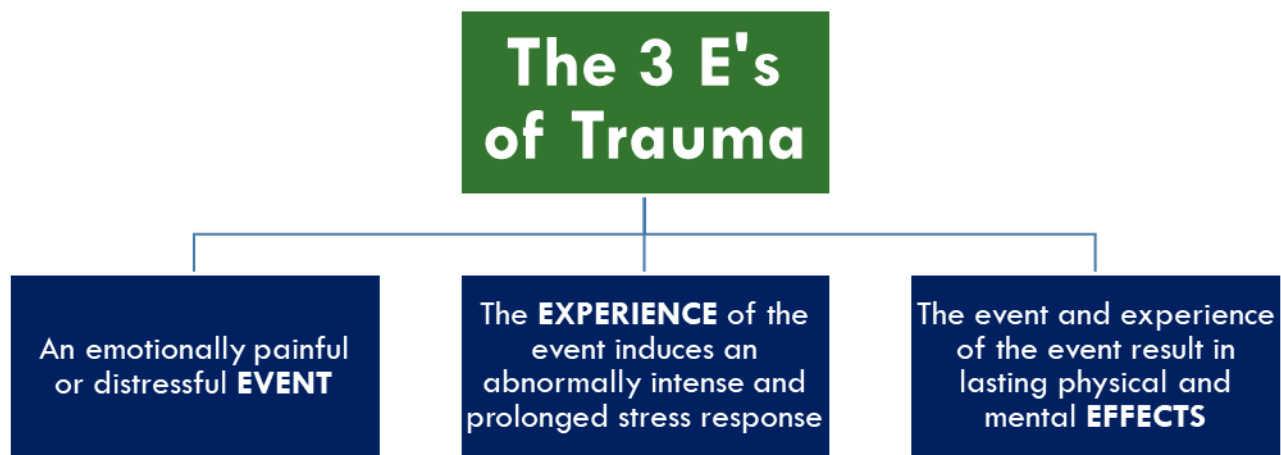 The 3 E's
of Trauma
An emotionally painful
or distressful EVENT
The EXPERIENCE of the
event induces an
abnormally intense and
prolonged stress response
The event and experience
of the event result in
lasting physical and
mental EFFECTS